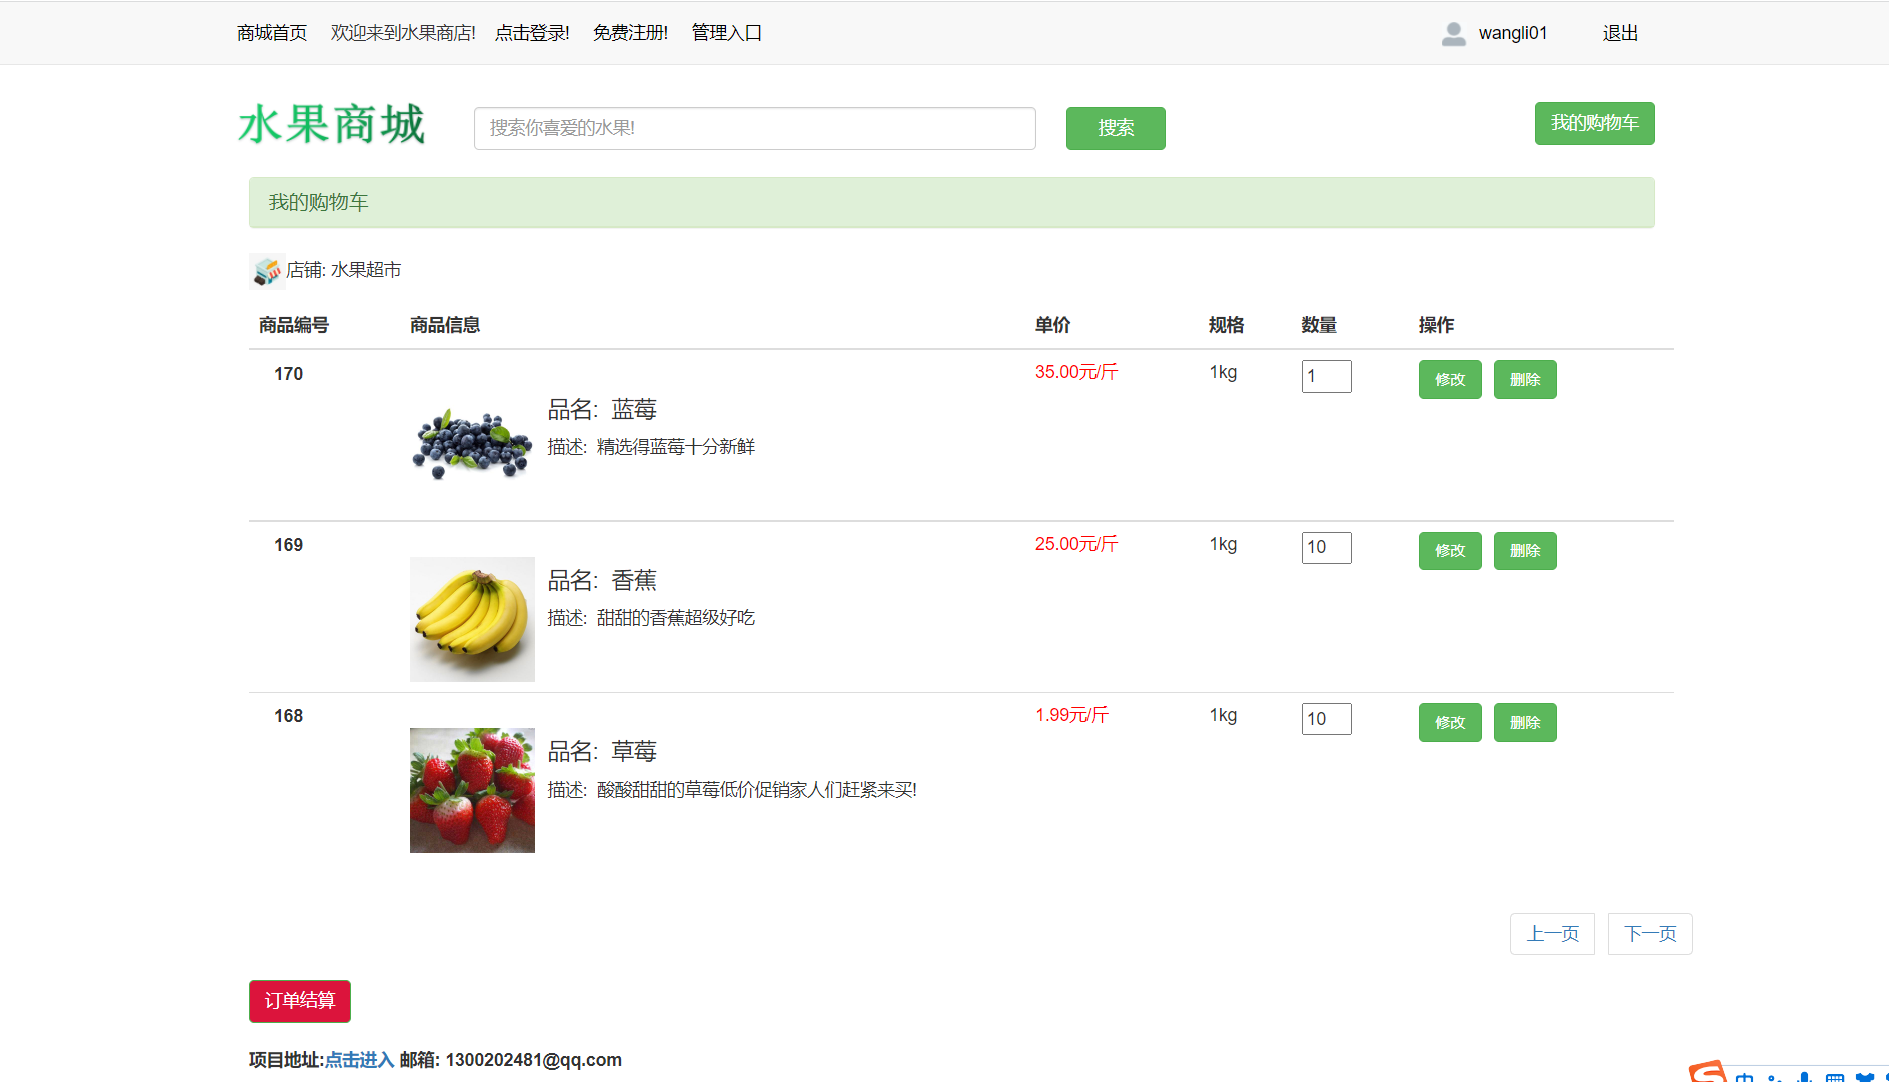 商城首页 欢迎来到水果商店! 点击登录! 免费注册! 管理入口 wangli01 退出
水果商城 搜索你喜爱的水果! 搜索 我的购物车
我的购物车
店铺: 水果超市
商品编号 商品信息 单价 规格 数量 操作
170 35.00元/斤 1kg 1 修改 删除
品名: 蓝莓
描述: 精选得蓝莓十分新鲜
169 25.00元/斤 1kg 10 修改 删除
品名: 香蕉
描述: 甜甜的香蕉超级好吃
168 1.99元/斤 1kg 10 修改 删除
品名: 草莓
描述: 酸酸甜甜的草莓低价促销家人们赶紧来买!
上一页 下一页
订单结算
项目地址:点击进入 邮箱: 1300202481@qq.com